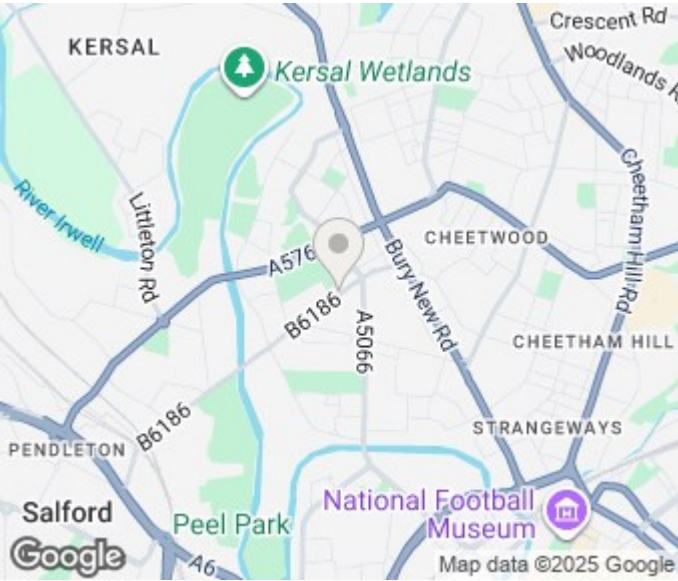 Crescent Rd
KERSAL
Woodlands R
Kersal Wetlands
Cheetham Hill Rd
River Irwell
Littleton Rd
A576
CHEETWOOD
Bury New Rd
B6186
A5066
CHEETHAM HILL
B6186
STRANGEWAYS
PENDLETON
National Football
Museum
Salford
Peel Park
A6
Google
Map data ©2025 Google